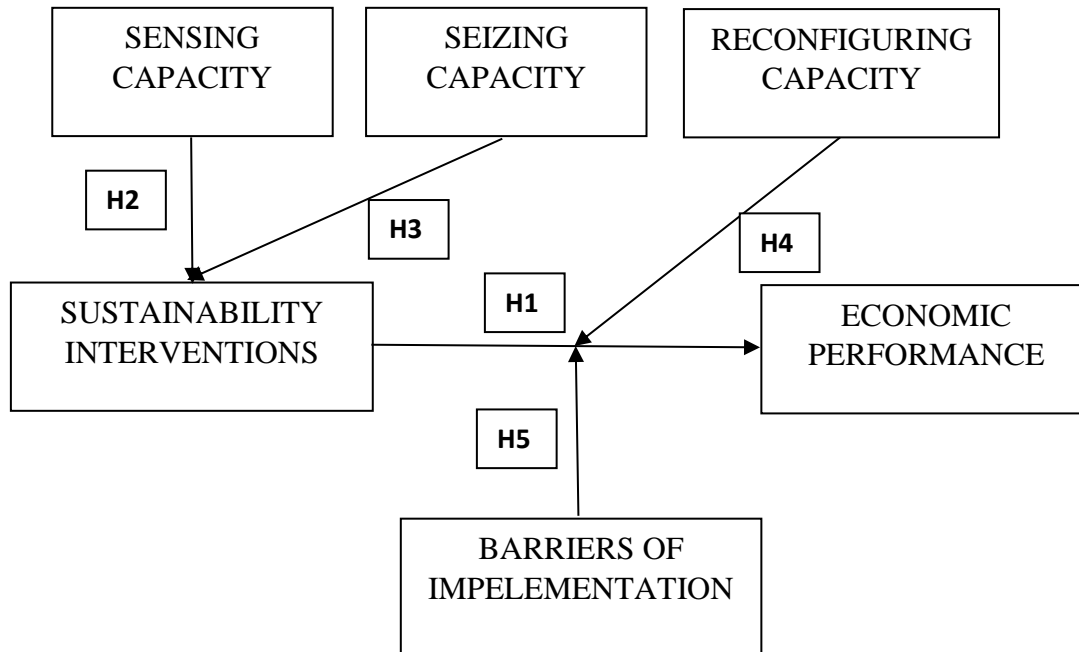 SENSING
CAPACITY
SEIZING
CAPACITY
RECONFIGURING
CAPACITY
H2
H3
H4
SUSTAINABILITY
INTERVENTIONS
H1
ECONOMIC
PERFORMANCE
H5
BARRIERS OF
IMPELEMENTATION